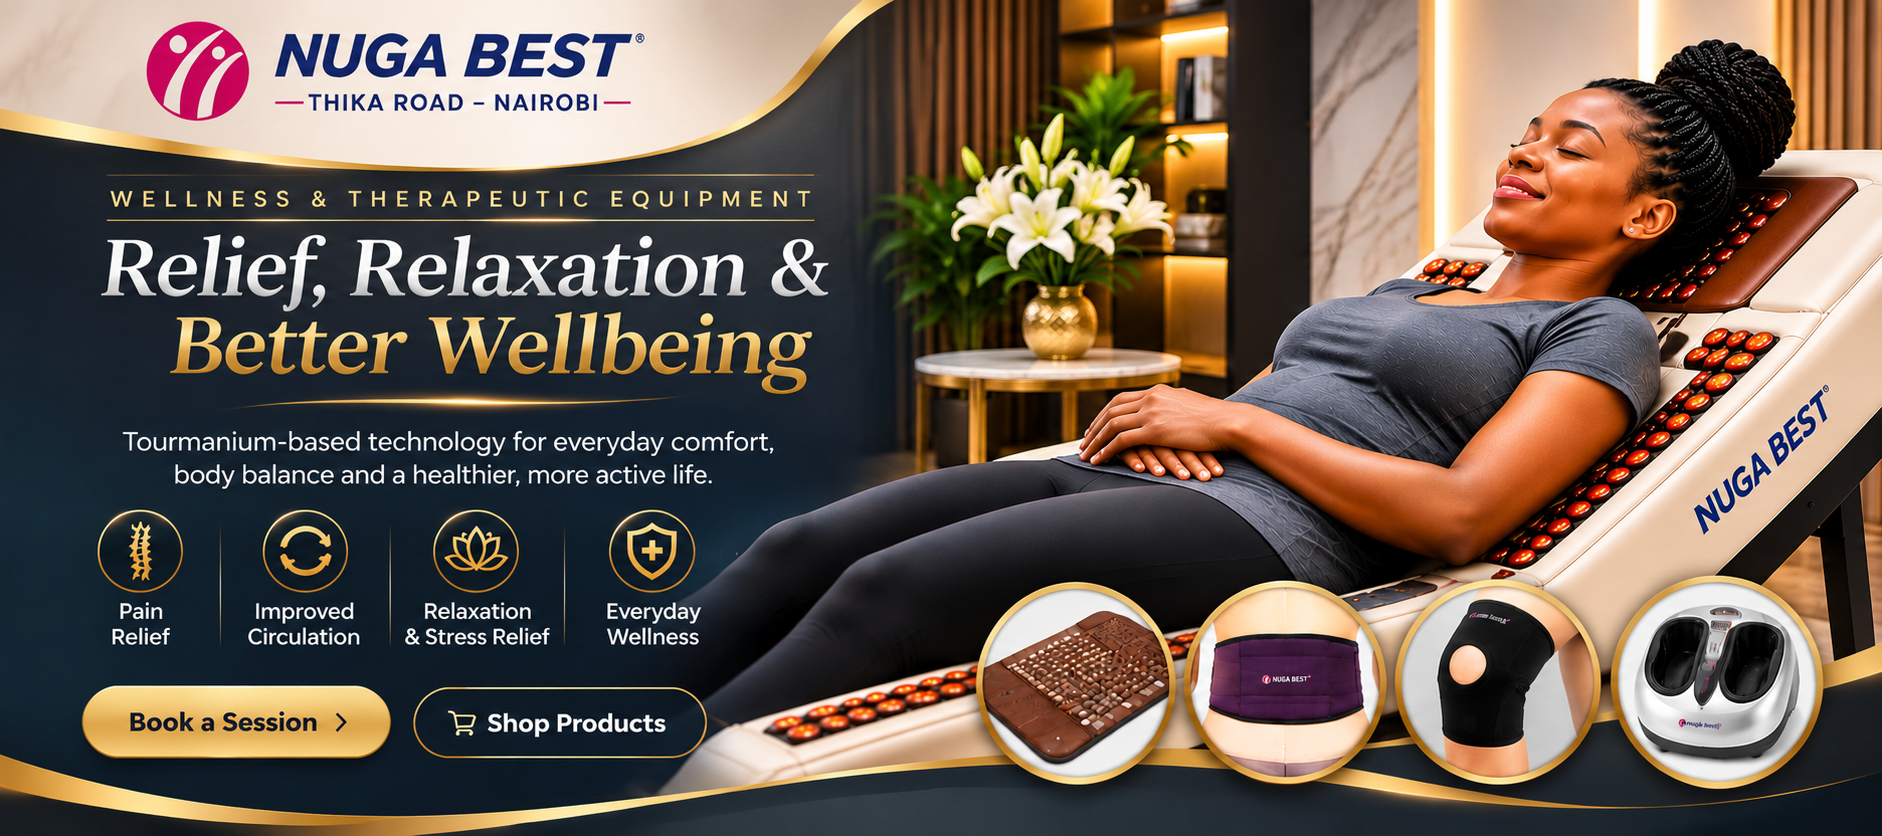 NUGA BEST®
THIKA ROAD – NAIROBI
WELLNESS & THERAPEUTIC EQUIPMENT
Relief, Relaxation &
Better Wellbeing
Tourmanium-based technology for everyday comfort,
body balance and a healthier, more active life.
Pain
Relief
Improved
Circulation
Relaxation
& Stress Relief
Everyday
Wellness
Book a Session
Shop Products
NUGA BEST®
NUGA BEST
nuga best